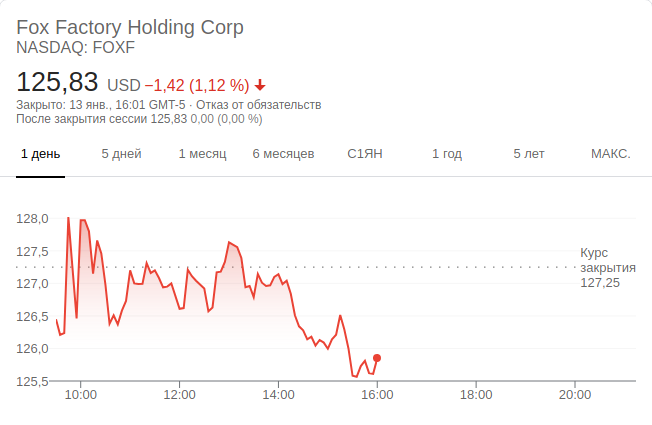 Fox Factory Holding Corp
NASDAQ: FOXF
125,83 USD −1,42 (1,12 %)
Закрыто: 13 янв., 16:01 GMT-5 · Отказ от обязательств
После закрытия сессии 125,83 0,00 (0,00 %)
1 день 5 дней 1 месяц 6 месяцев С1ЯН 1 год 5 лет МАКС.
128,0
127,5
127,0
126,5
126,0
125,5
Курс
закрытия
127,25
10:00 12:00 14:00 16:00 18:00 20:00